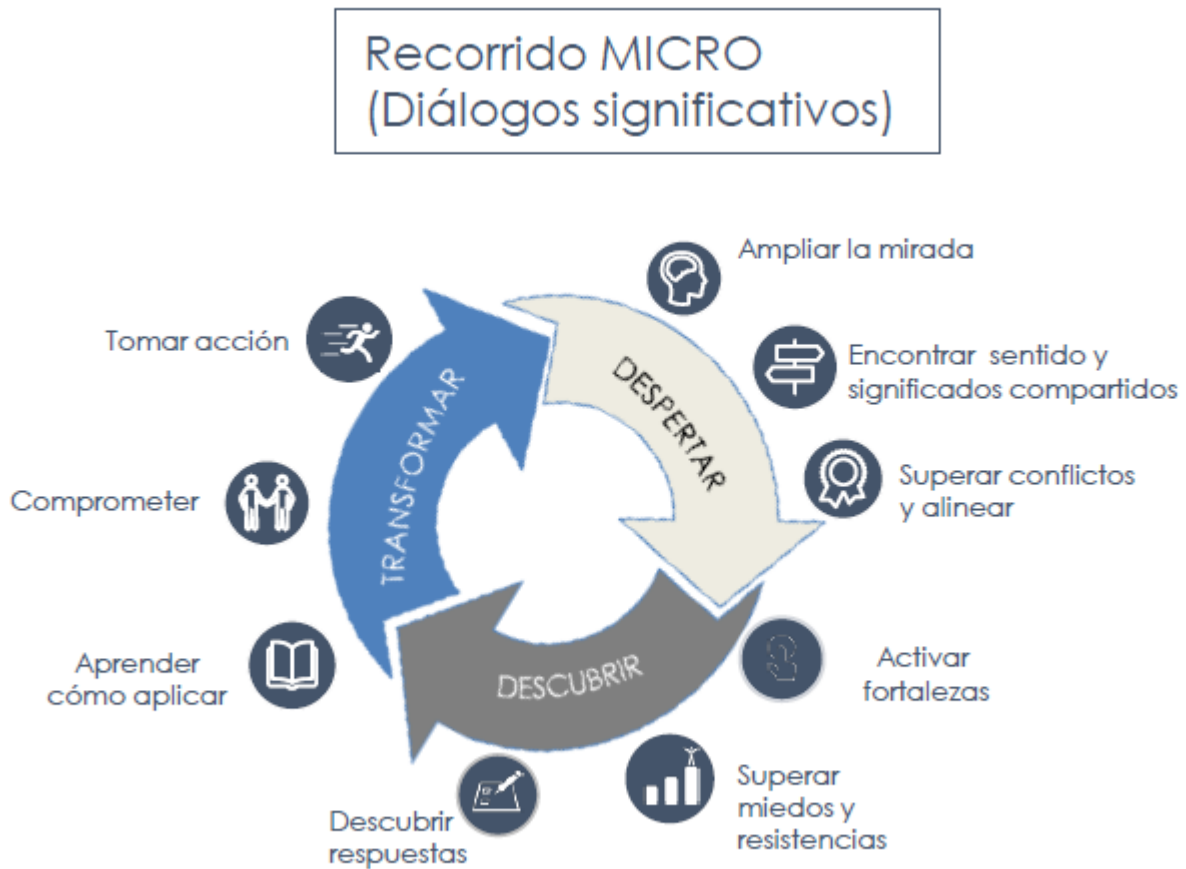 Recorrido MICRO
(Diálogos significativos)
Ampliar la mirada
Encontrar sentido y
significados compartidos
Superar conflictos
y alinear
Activar
fortalezas
Superar
miedos y
resistencias
Descubrir
respuestas
Aprender
cómo aplicar
Comprometer
Tomar acción
DESPERTAR
DESCUBRIR
TRANSFORMAR